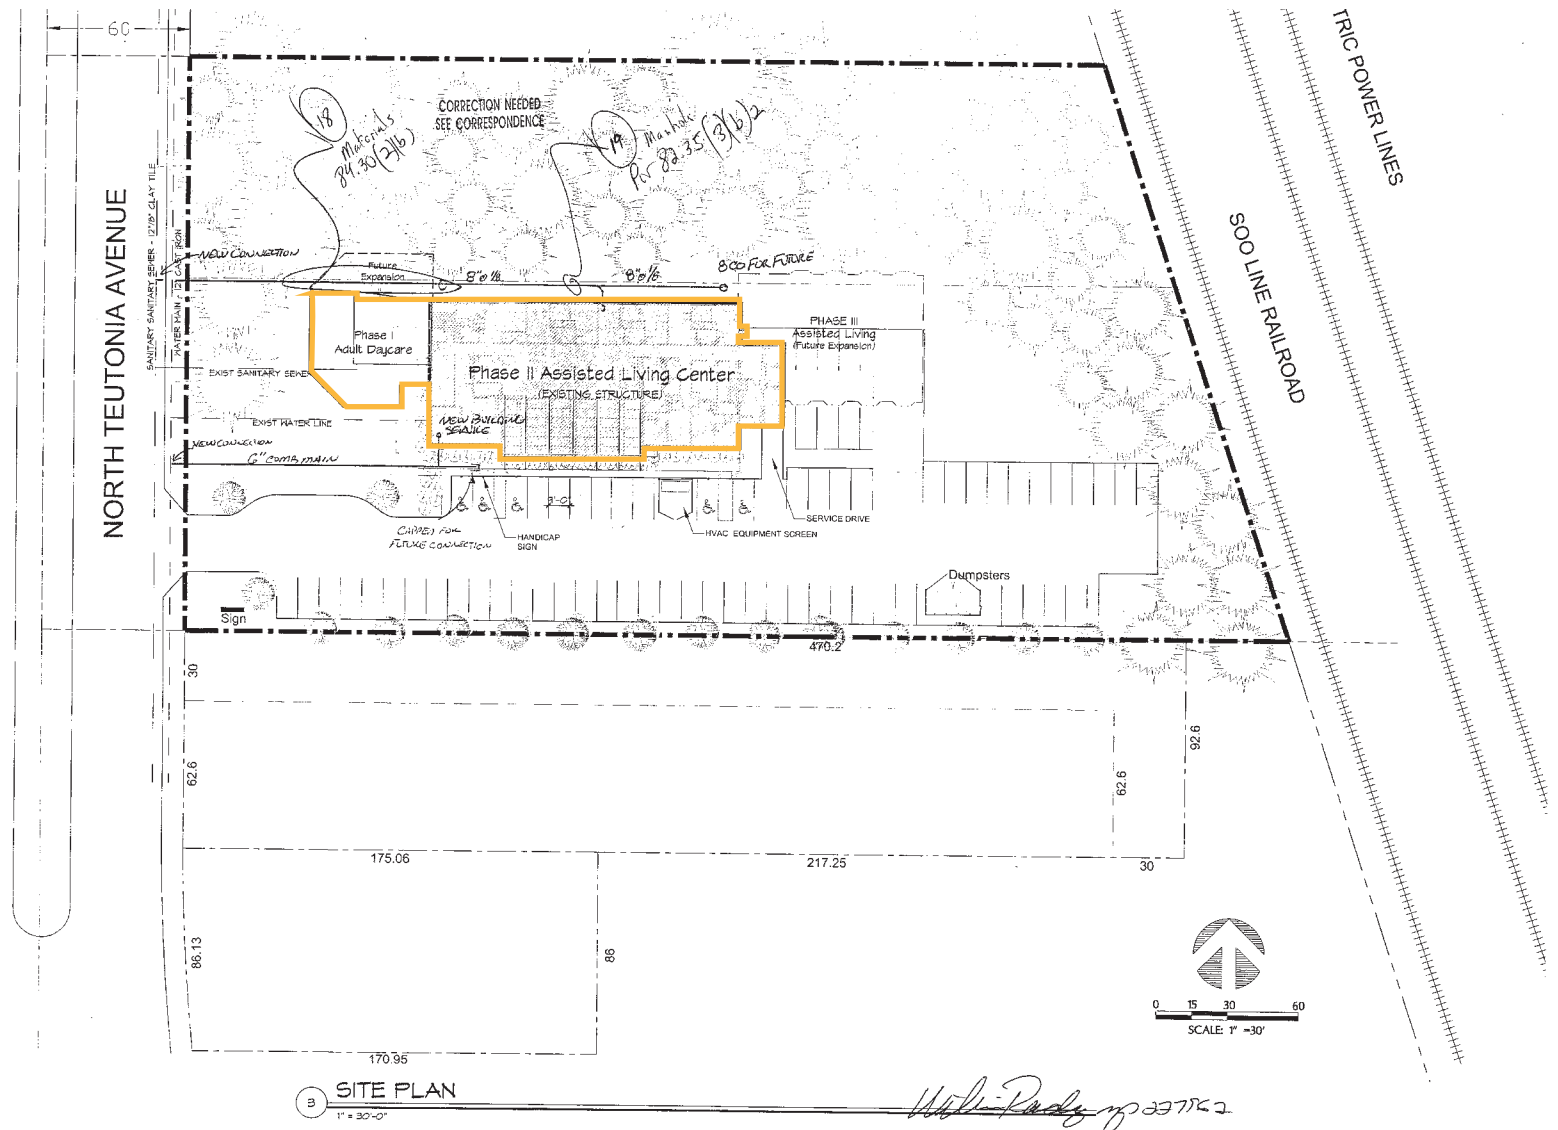 60
TRIC POWER LINES
18
Materials
84.30(2)(b)
CORRECTION NEEDED
SEE CORRESPONDENCE
19
Manhole
Per 82.35(3)(b)2
NORTH TEUTONIA AVENUE
SANITARY SEWER - 12"/8" CLAY TILE
WATER MAIN - 12" CAST IRON
SOO LINE RAILROAD
NEW CONNECTION
Future
Expansion
8" @ 1/8
8" @ 1/8
8 CO FOR FUTURE
Phase I
Adult Daycare
PHASE III
Assisted Living
(Future Expansion)
EXIST SANITARY SEWER
Phase II Assisted Living Center
(EXISTING STRUCTURE)
EXIST WATER LINE
NEW BUILDING
SERVICE
NEW CONNECTION
6" COMB MAIN
9'-0"
CAPPED FOR
FUTURE CONNECTION
HANDICAP
SIGN
SERVICE DRIVE
HVAC EQUIPMENT SCREEN
Dumpsters
Sign
470.2
30
62.6
92.6
62.6
175.06
217.25
30
86.13
86
170.95
0 15 30 60
SCALE: 1" =30'
B
SITE PLAN
1" = 30'-0"